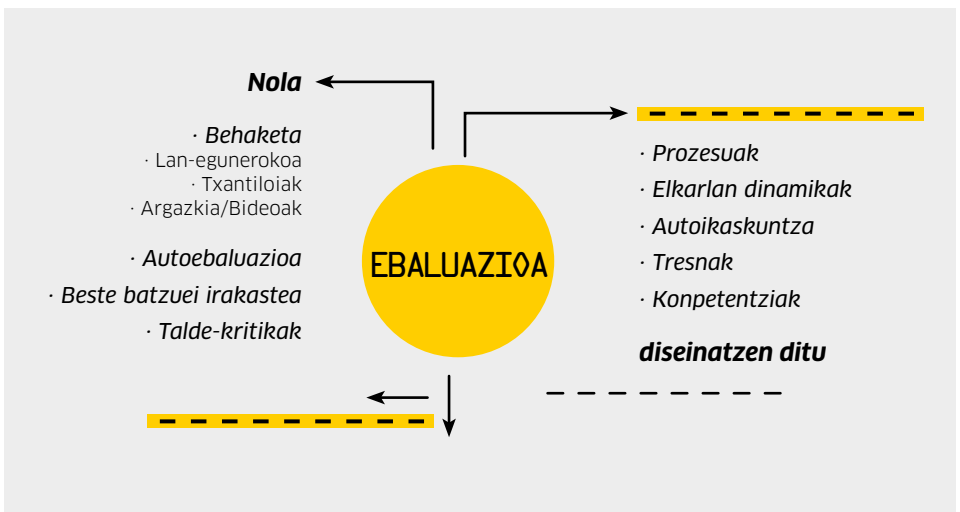 Nola
· Behaketa
· Lan-egunerokoa
· Txantiloiak
· Argazkia/Bideoak
· Autoebaluazioa
· Beste batzuei irakastea
· Talde-kritikak
EBALUAZIOA
· Prozesuak
· Elkarlan dinamikak
· Autoikaskuntza
· Tresnak
· Konpetentziak
diseinatzen ditu